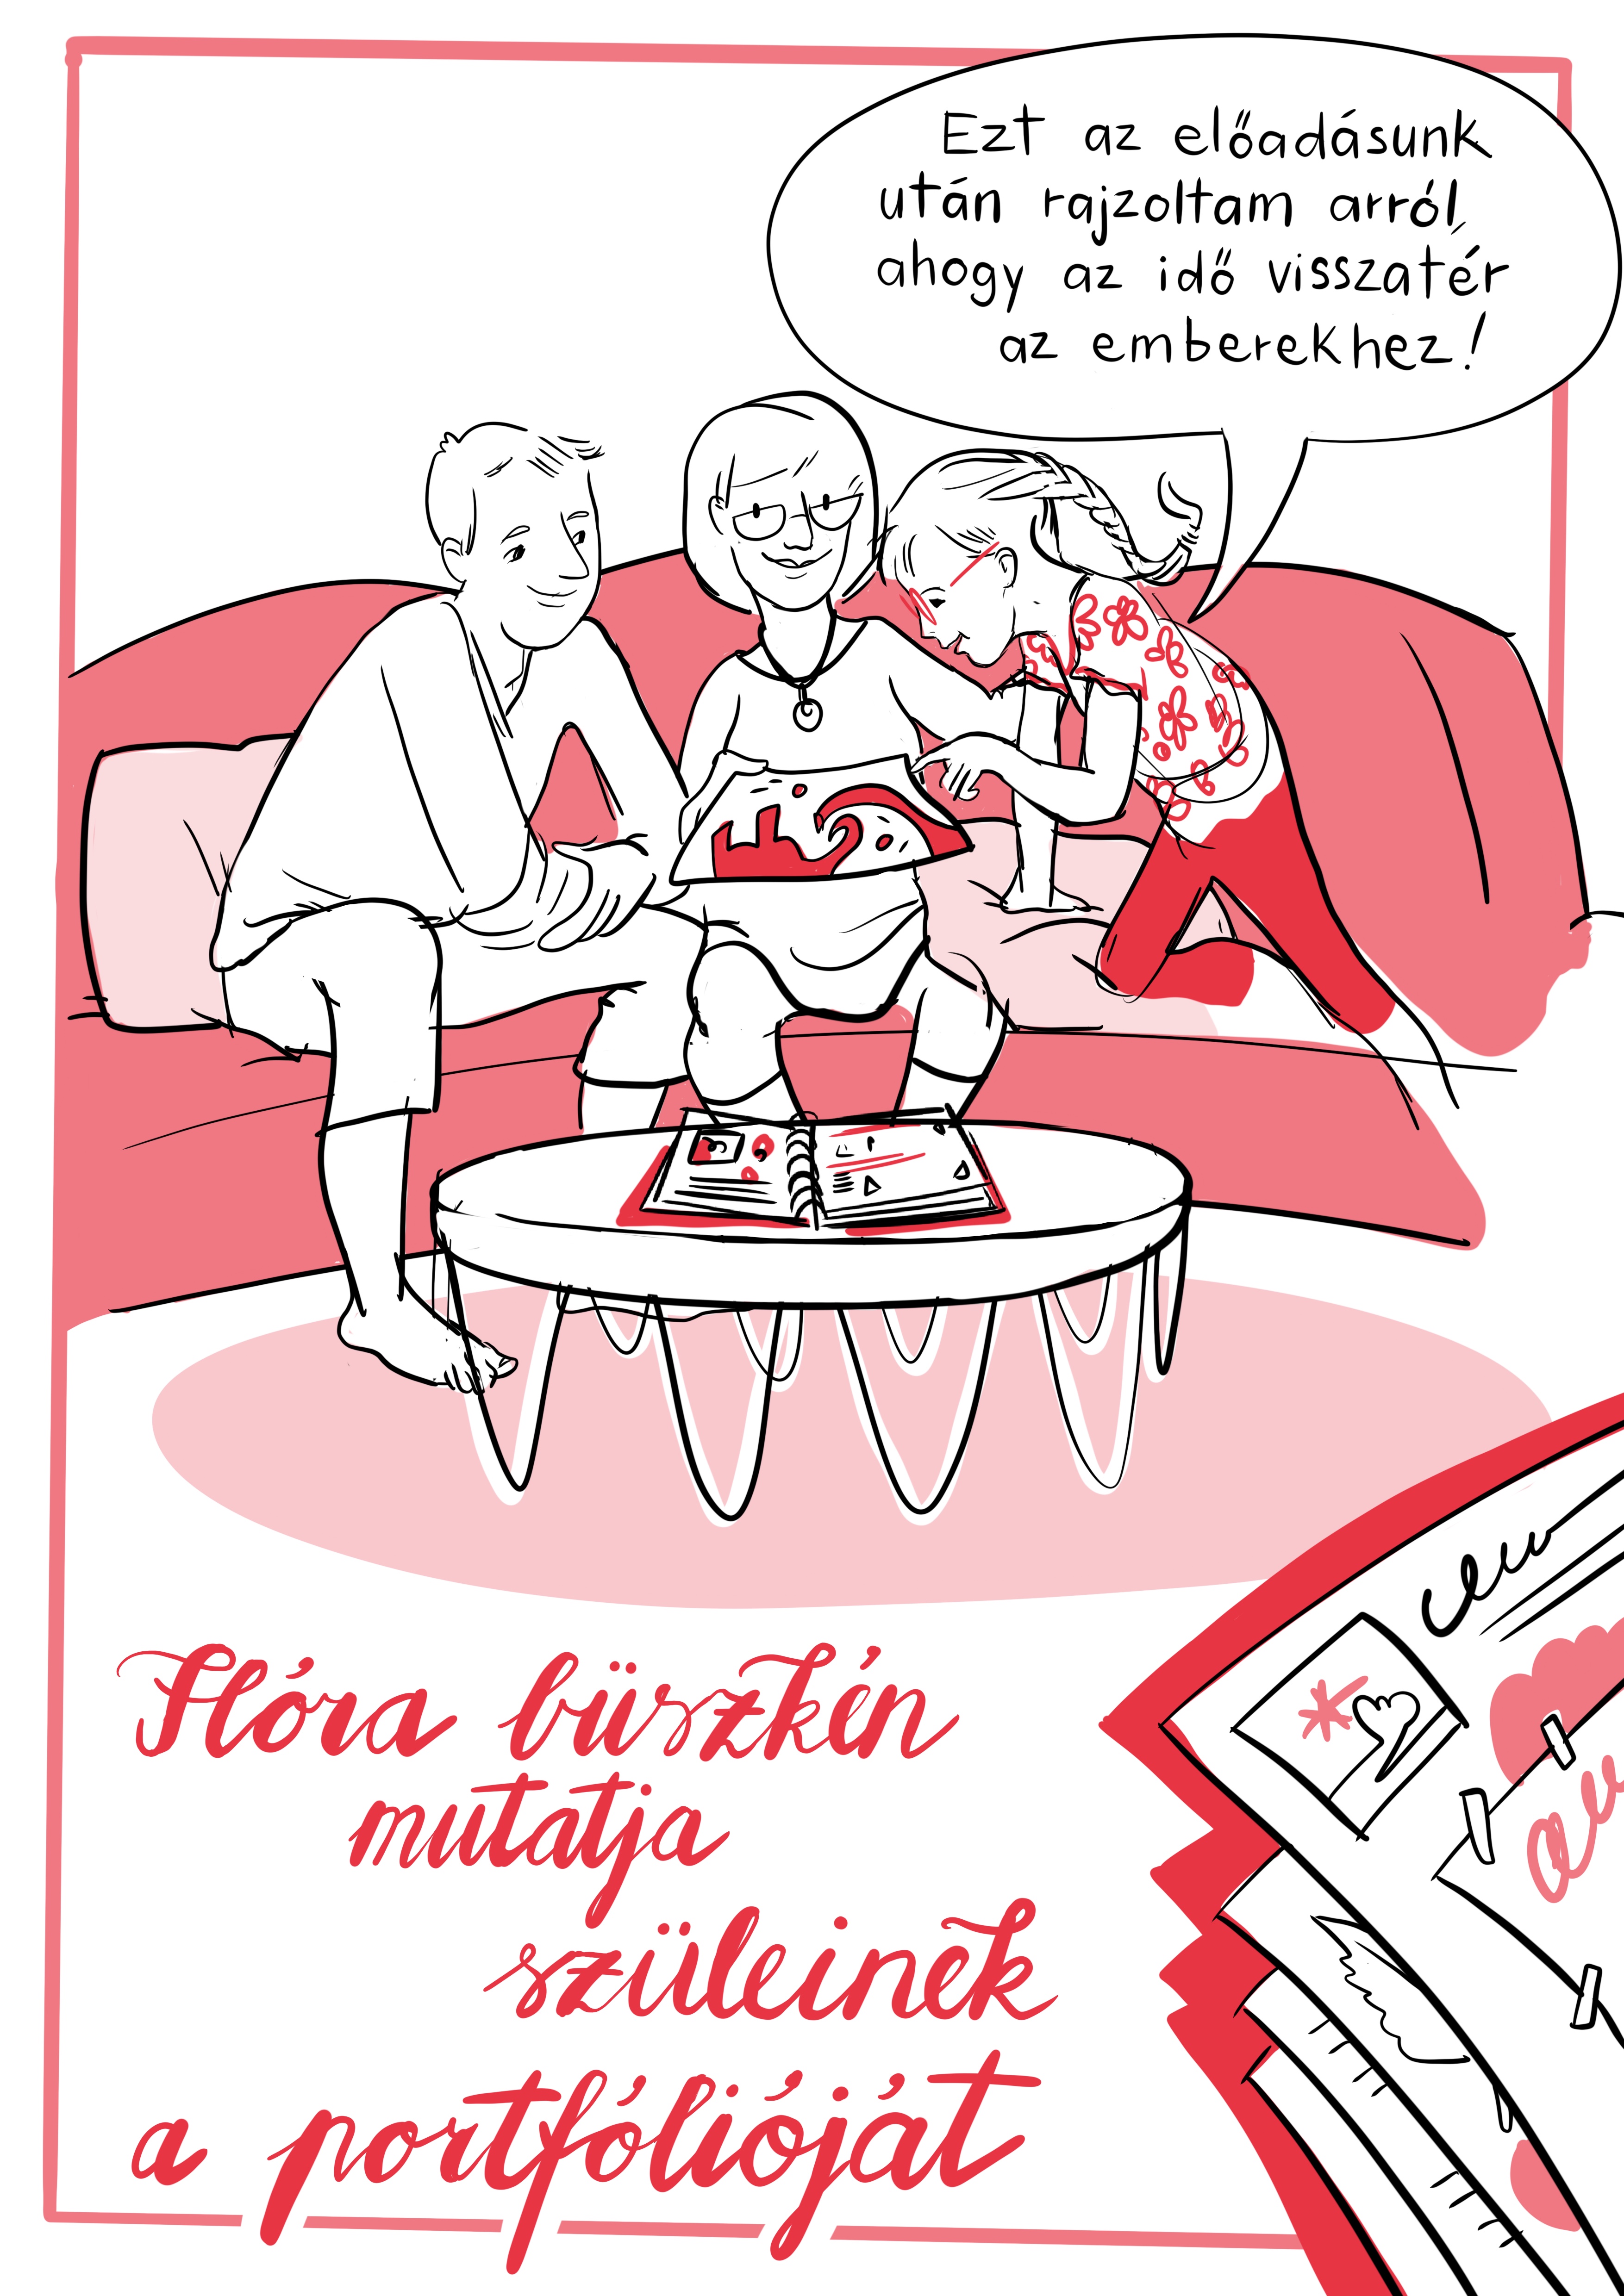 Ezt az előadásunk
után rajzoltam arról,
ahogy az idő visszatér
az emberekhez!
Flóra büszkén
mutatja
szüleinek
a portfólióját